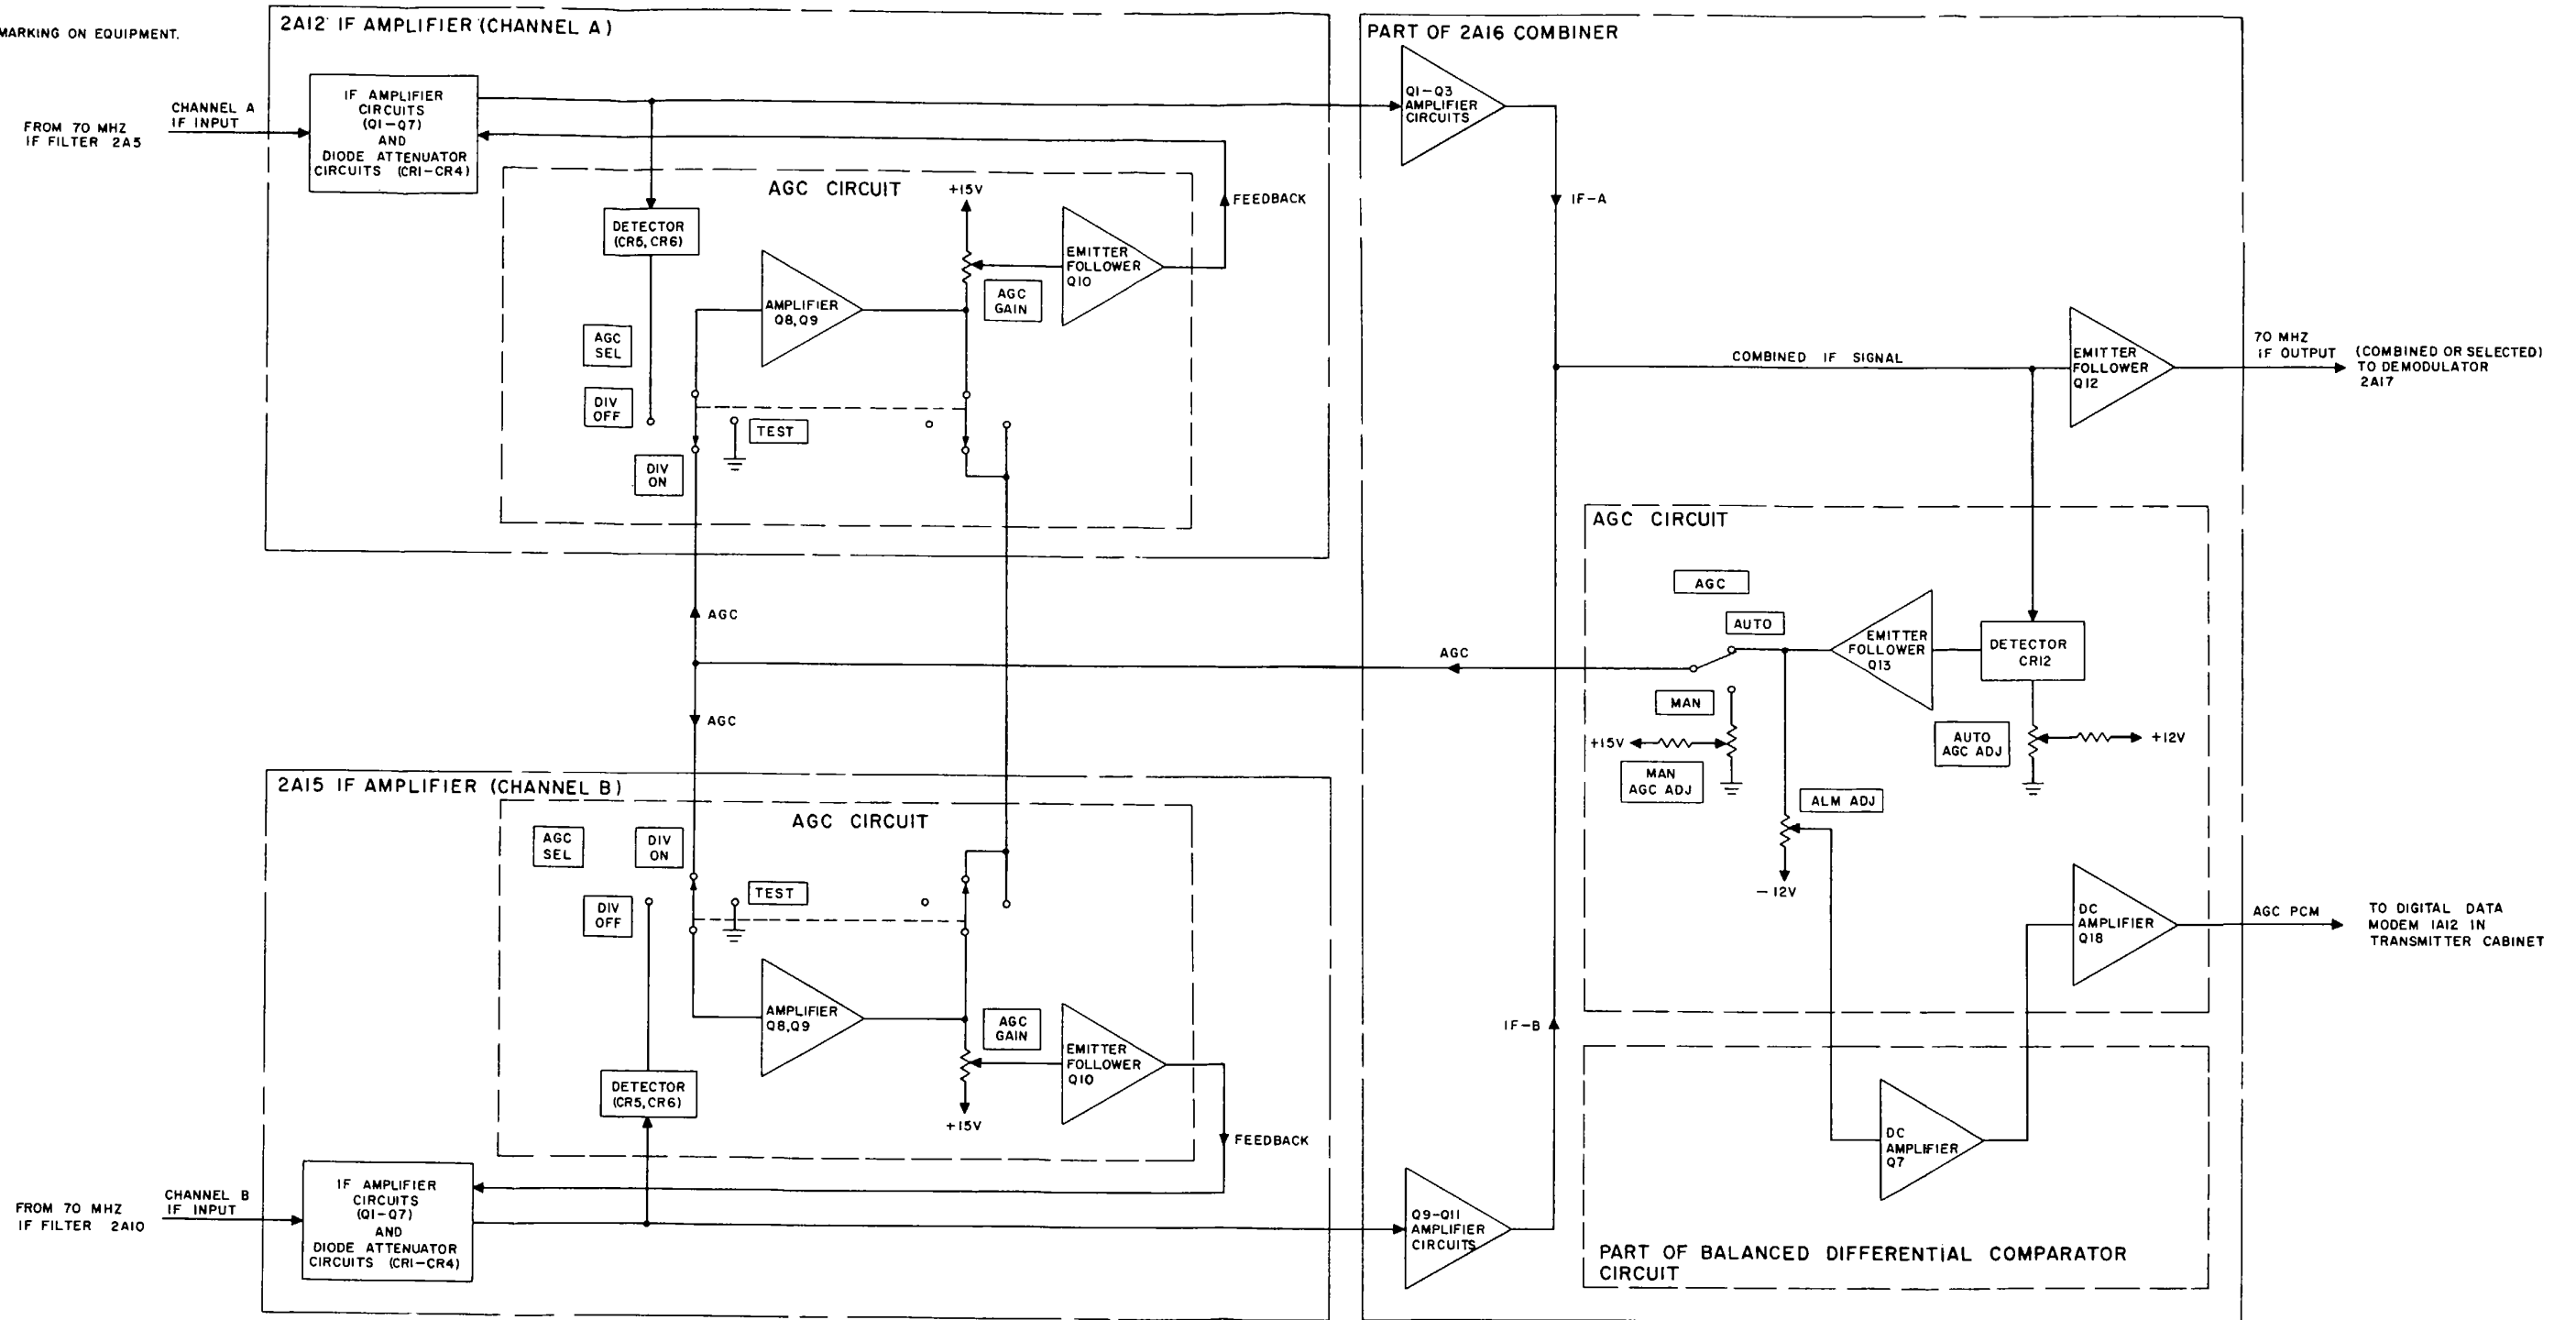 MARKING ON EQUIPMENT.
2A12 IF AMPLIFIER (CHANNEL A)
FROM 70 MHZ
IF FILTER 2A5
CHANNEL A
IF INPUT
IF AMPLIFIER
CIRCUITS
(Q1-Q7)
AND
DIODE ATTENUATOR
CIRCUITS (CR1-CR4)
AGC CIRCUIT
DETECTOR
(CR5, CR6)
AMPLIFIER
Q8, Q9
+15V
AGC
GAIN
EMITTER
FOLLOWER
Q10
FEEDBACK
AGC
SEL
DIV
OFF
DIV
ON
TEST
AGC
AGC
AGC
2A15 IF AMPLIFIER (CHANNEL B)
AGC CIRCUIT
AGC
SEL
DIV
ON
DIV
OFF
TEST
AMPLIFIER
Q8, Q9
AGC
GAIN
EMITTER
FOLLOWER
Q10
+15V
DETECTOR
(CR5, CR6)
FEEDBACK
FROM 70 MHZ
IF FILTER 2A10
CHANNEL B
IF INPUT
IF AMPLIFIER
CIRCUITS
(Q1-Q7)
AND
DIODE ATTENUATOR
CIRCUITS (CR1-CR4)
PART OF 2A16 COMBINER
Q1-Q3
AMPLIFIER
CIRCUITS
IF-A
COMBINED IF SIGNAL
EMITTER
FOLLOWER
Q12
70 MHZ
IF OUTPUT
(COMBINED OR SELECTED)
TO DEMODULATOR
2A17
AGC CIRCUIT
AGC
AUTO
EMITTER
FOLLOWER
Q13
DETECTOR
CR12
MAN
+15V
MAN
AGC ADJ
AUTO
AGC ADJ
+12V
ALM ADJ
-12V
DC
AMPLIFIER
Q18
AGC PCM
TO DIGITAL DATA
MODEM 1A12 IN
TRANSMITTER CABINET
IF-B
Q9-Q11
AMPLIFIER
CIRCUITS
DC
AMPLIFIER
Q7
PART OF BALANCED DIFFERENTIAL COMPARATOR
CIRCUIT